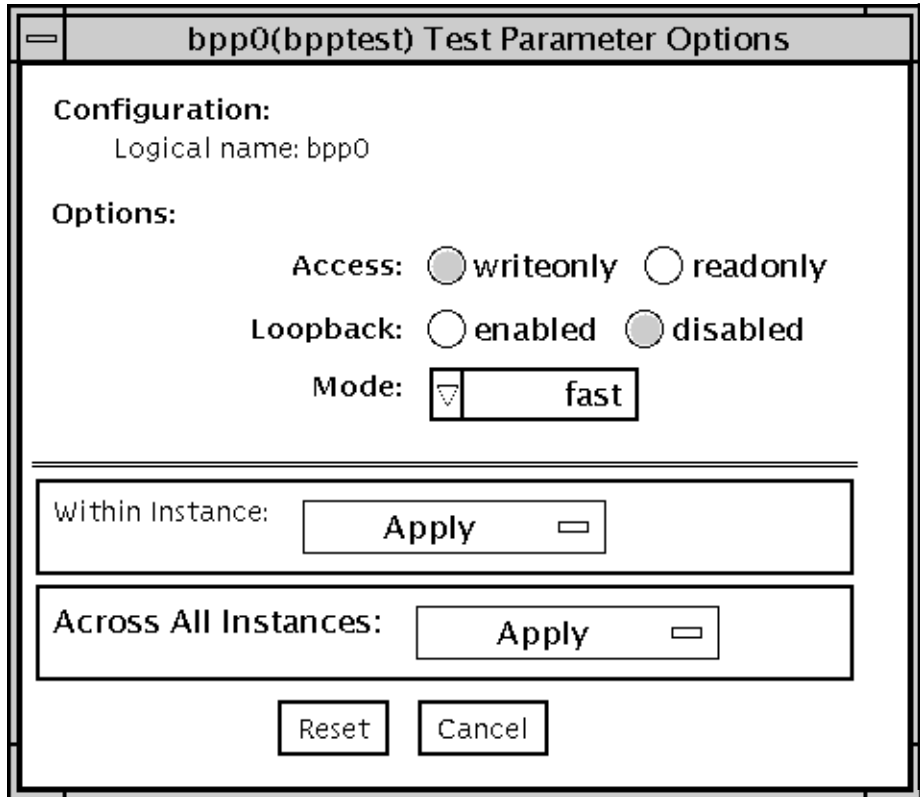 bpp0(bpptest) Test Parameter Options
Configuration:
Logical name: bpp0
Options:
Access: writeonly readonly
Loopback: enabled disabled
Mode: fast
Within Instance: Apply
Across All Instances: Apply
Reset Cancel